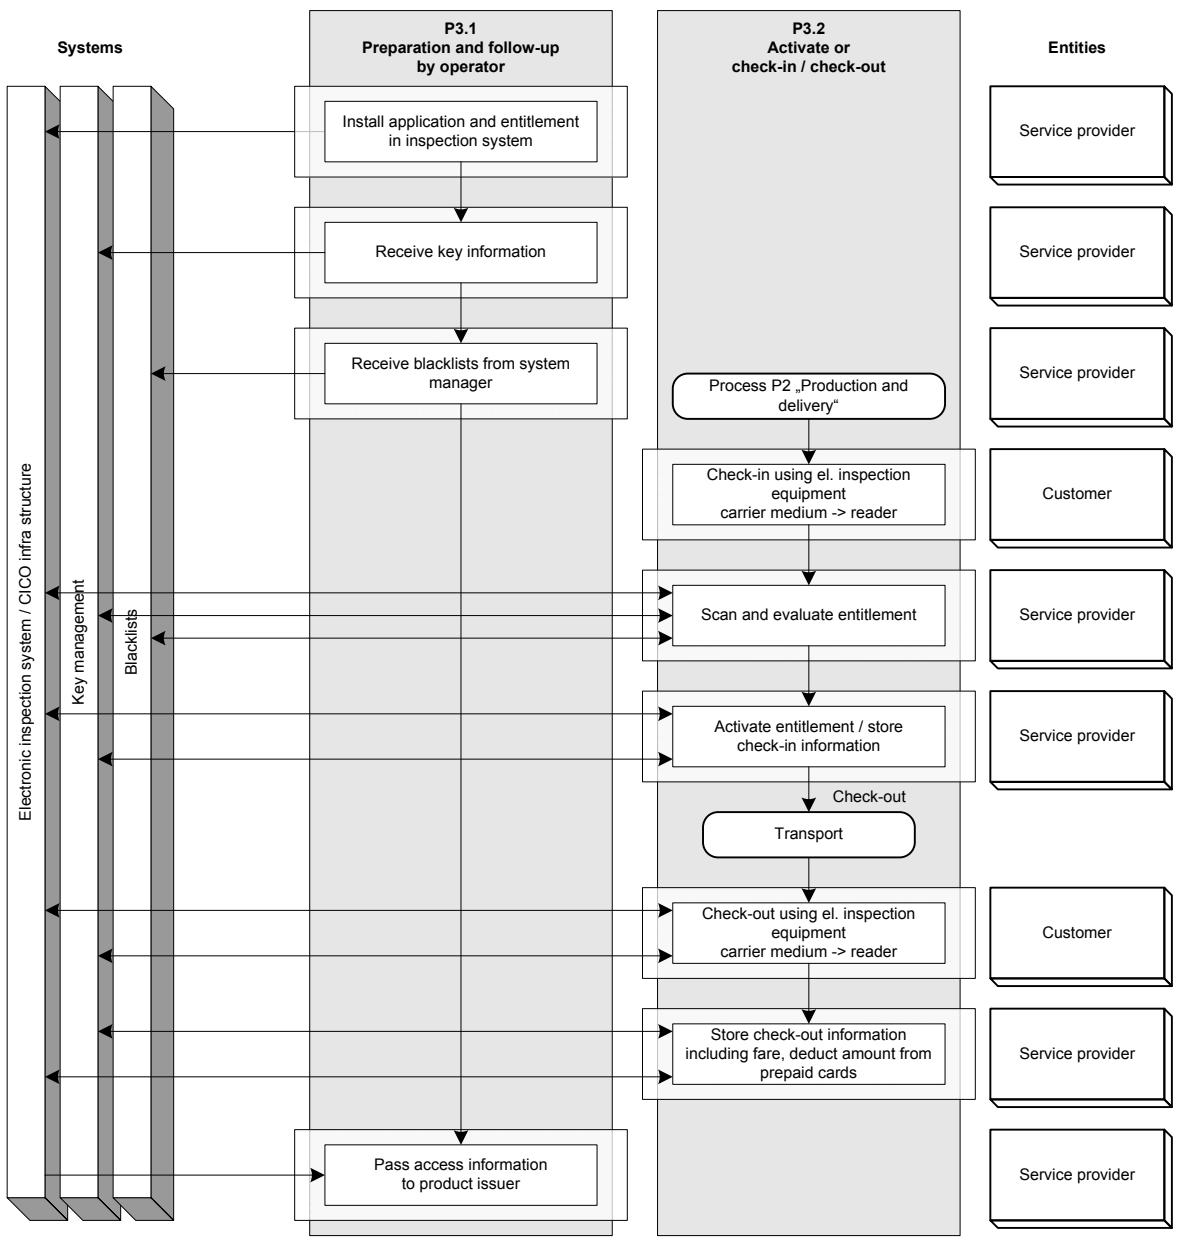 Systems
P3.1
Preparation and follow-up
by operator
P3.2
Activate or
check-in / check-out
Entities
Install application and entitlement
in inspection system
Service provider
Receive key information
Service provider
Receive blacklists from system
manager
Process P2 „Production and
delivery“
Service provider
Check-in using el. inspection
equipment
carrier medium -> reader
Customer
Electronic inspection system / CICO infra structure
Key management
Blacklists
Scan and evaluate entitlement
Service provider
Activate entitlement / store
check-in information
Service provider
Check-out
Transport
Check-out using el. inspection
equipment
carrier medium -> reader
Customer
Store check-out information
including fare, deduct amount from
prepaid cards
Service provider
Pass access information
to product issuer
Service provider